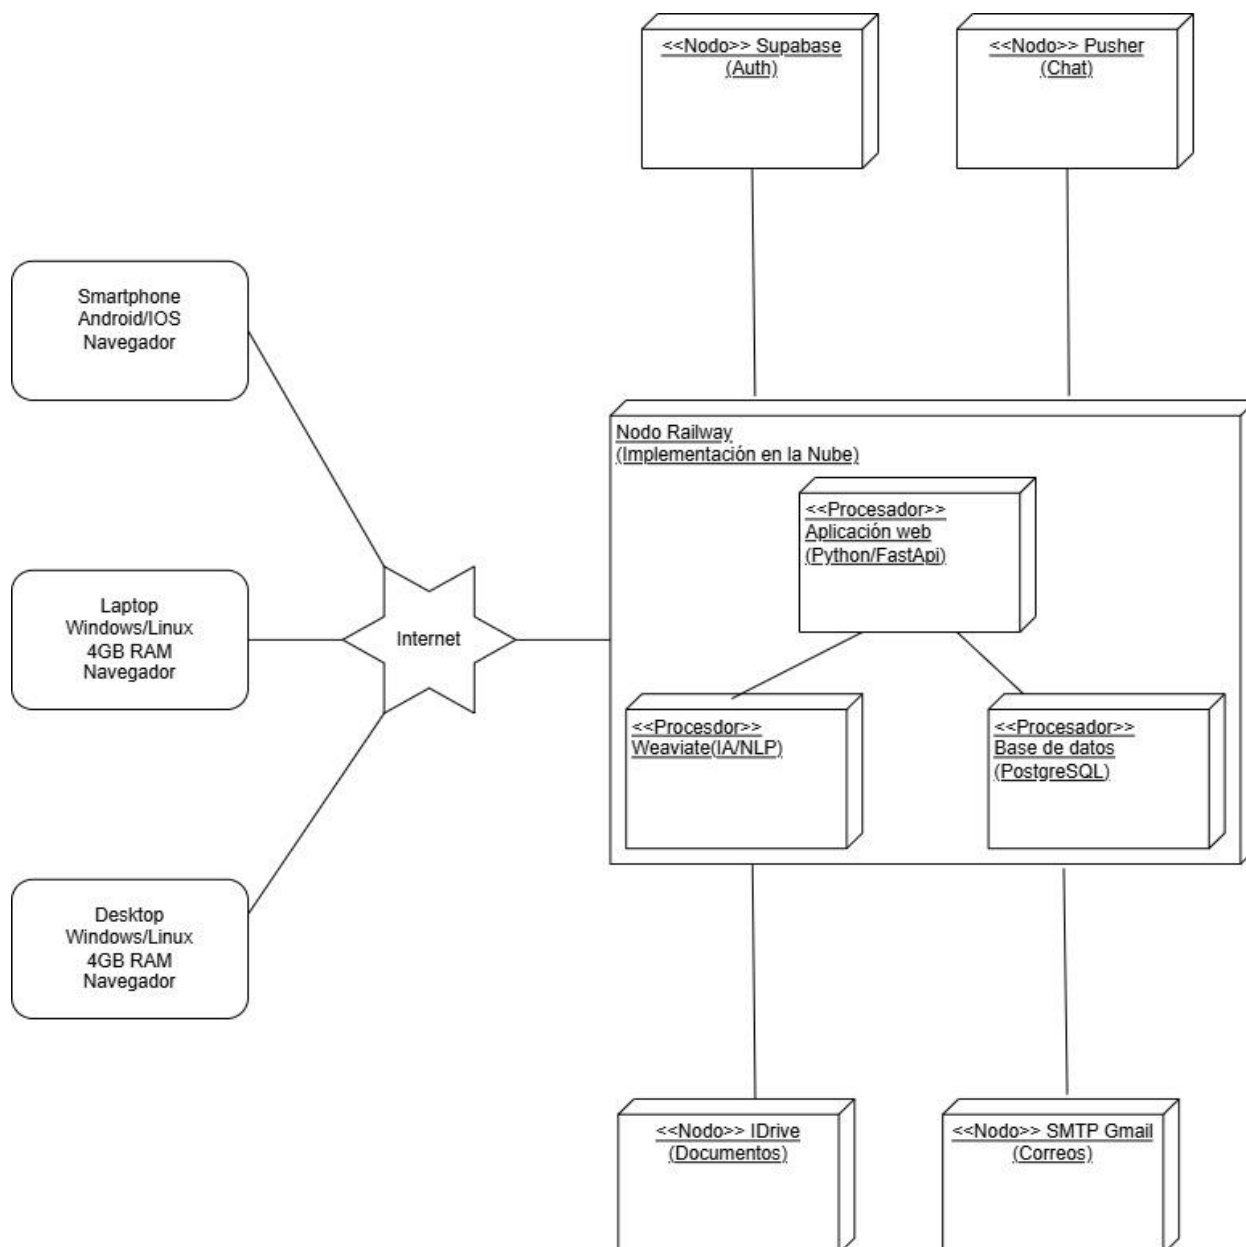 <<Nodo>> Supabase
(Auth)
<<Nodo>> Pusher
(Chat)
Smartphone
Android/IOS
Navegador
Laptop
Windows/Linux
4GB RAM
Navegador
Desktop
Windows/Linux
4GB RAM
Navegador
Internet
Nodo Railway
(Implementación en la Nube)
<<Procesador>>
Aplicación web
(Python/FastApi)
<<Procesdor>>
Weaviate(IA/NLP)
<<Procesador>>
Base de datos
(PostgreSQL)
<<Nodo>> IDrive
(Documentos)
<<Nodo>> SMTP Gmail
(Correos)